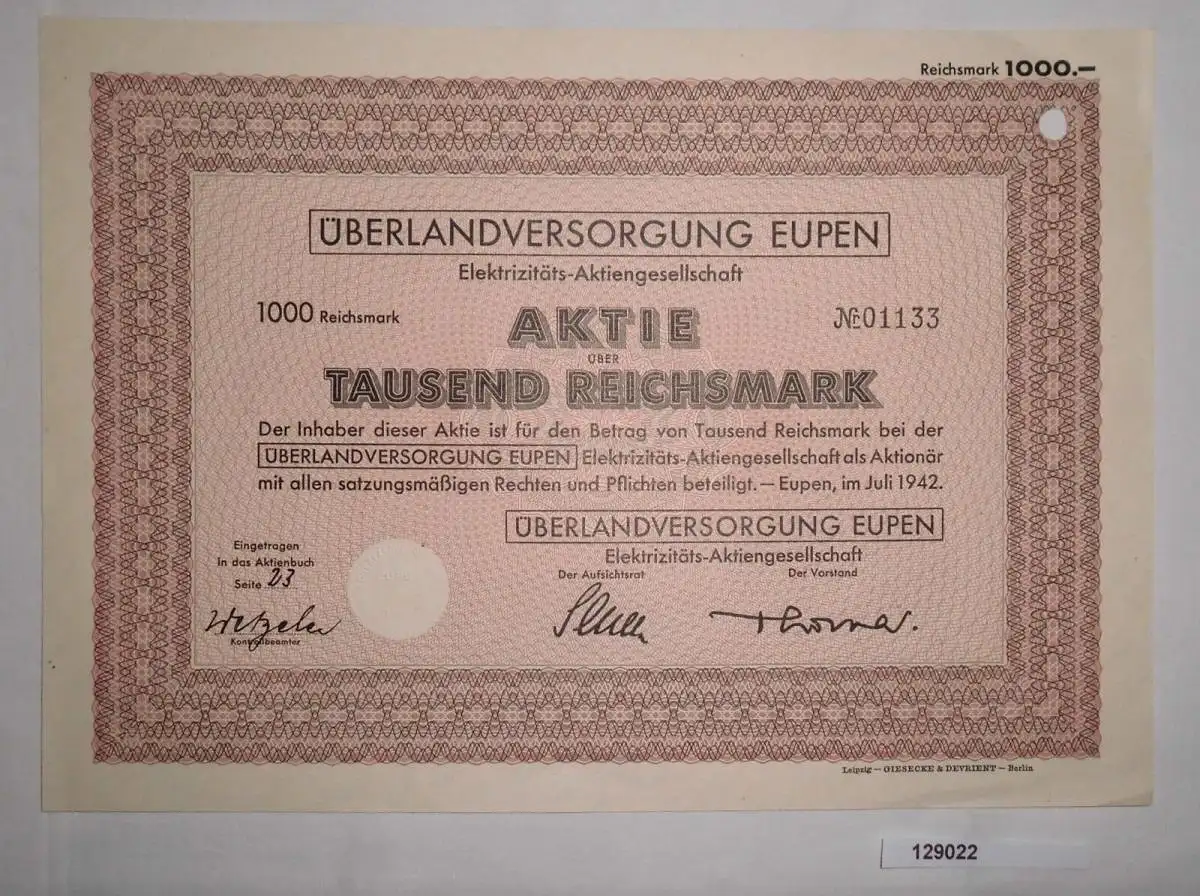 Reichsmark 1000.—
ÜBERLANDVERSORGUNG EUPEN
Elektrizitäts-Aktiengesellschaft
1000 Reichsmark
№ 01133
AKTIE
ÜBER
TAUSEND REICHSMARK
Der Inhaber dieser Aktie ist für den Betrag von Tausend Reichsmark bei der
ÜBERLANDVERSORGUNG EUPEN Elektrizitäts-Aktiengesellschaft als Aktionär
mit allen satzungsmäßigen Rechten und Pflichten beteiligt. — Eupen, im Juli 1942.
ÜBERLANDVERSORGUNG EUPEN
Elektrizitäts-Aktiengesellschaft
Der Aufsichtsrat
Der Vorstand
Eingetragen
in das Aktienbuch
Seite 23
Kontrollbeamter
Leipzig — GIESECKE & DEVRIENT — Berlin
129022